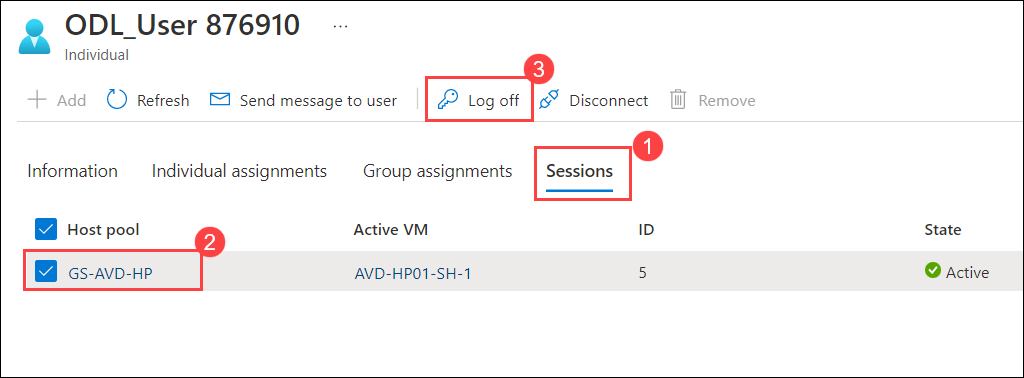 ODL_User 876910 ...
Individual
3
Add Refresh Send message to user Log off Disconnect Remove
1
Information Individual assignments Group assignments Sessions
Host pool Active VM ID State
2
GS-AVD-HP AVD-HP01-SH-1 5 Active